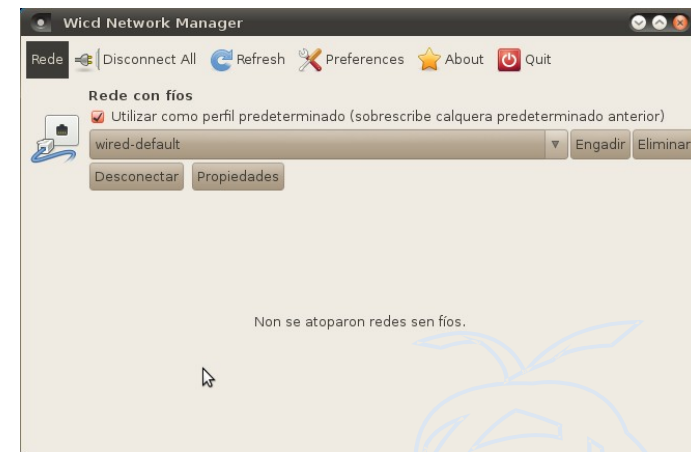 Wicd Network Manager
Rede Disconnect All Refresh Preferences About Quit
Rede con fíos
Utilizar como perfil predeterminado (sobrescribe calquera predeterminado anterior)
wired-default Engadir Eliminar
Desconectar Propiedades
Non se atoparon redes sen fíos.